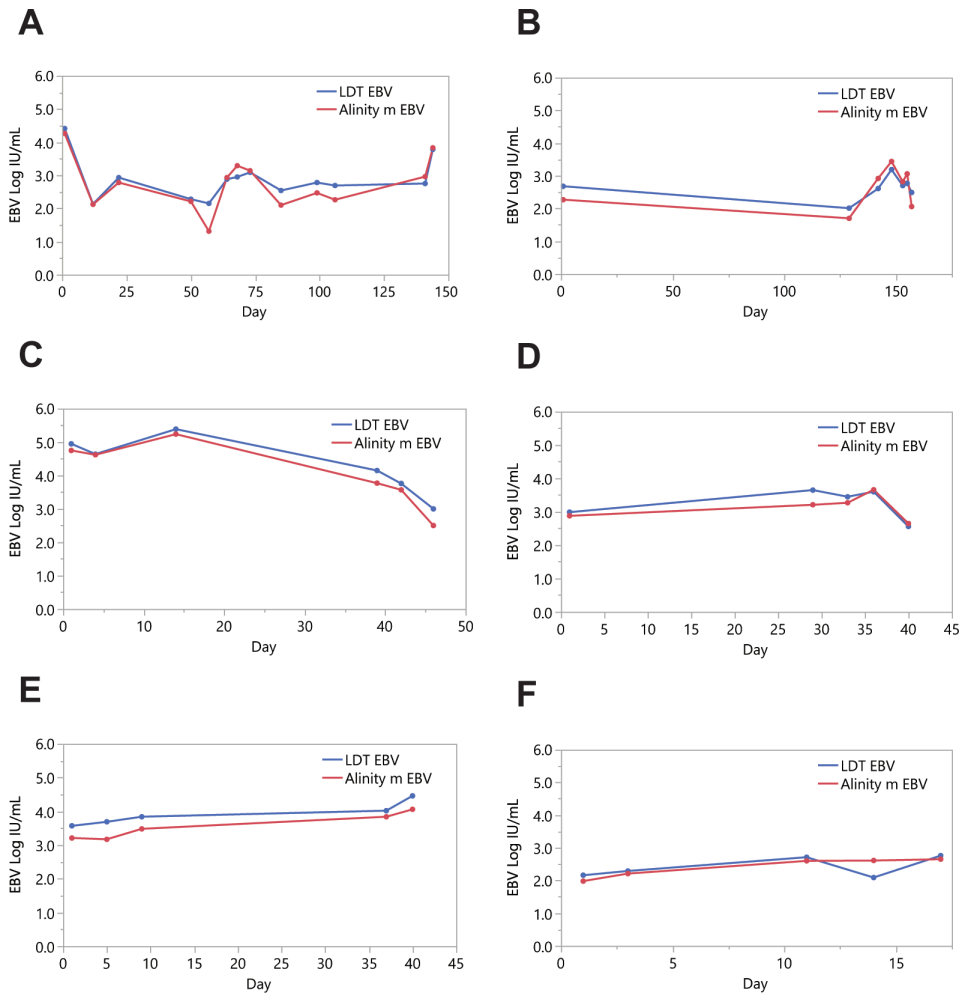 A
EBV Log IU/mL
6.0
5.0
4.0
3.0
2.0
1.0
0.0
LDT EBV
Alinity m EBV
0 25 50 75 100 125 150
Day
B
EBV Log IU/mL
6.0
5.0
4.0
3.0
2.0
1.0
0.0
LDT EBV
Alinity m EBV
0 50 100 150
Day
C
EBV Log IU/mL
6.0
5.0
4.0
3.0
2.0
1.0
0.0
LDT EBV
Alinity m EBV
0 10 20 30 40 50
Day
D
EBV Log IU/mL
6.0
5.0
4.0
3.0
2.0
1.0
0.0
LDT EBV
Alinity m EBV
0 5 10 15 20 25 30 35 40 45
Day
E
EBV Log IU/mL
6.0
5.0
4.0
3.0
2.0
1.0
0.0
LDT EBV
Alinity m EBV
0 5 10 15 20 25 30 35 40 45
Day
F
EBV Log IU/mL
6.0
5.0
4.0
3.0
2.0
1.0
0.0
LDT EBV
Alinity m EBV
0 5 10 15
Day